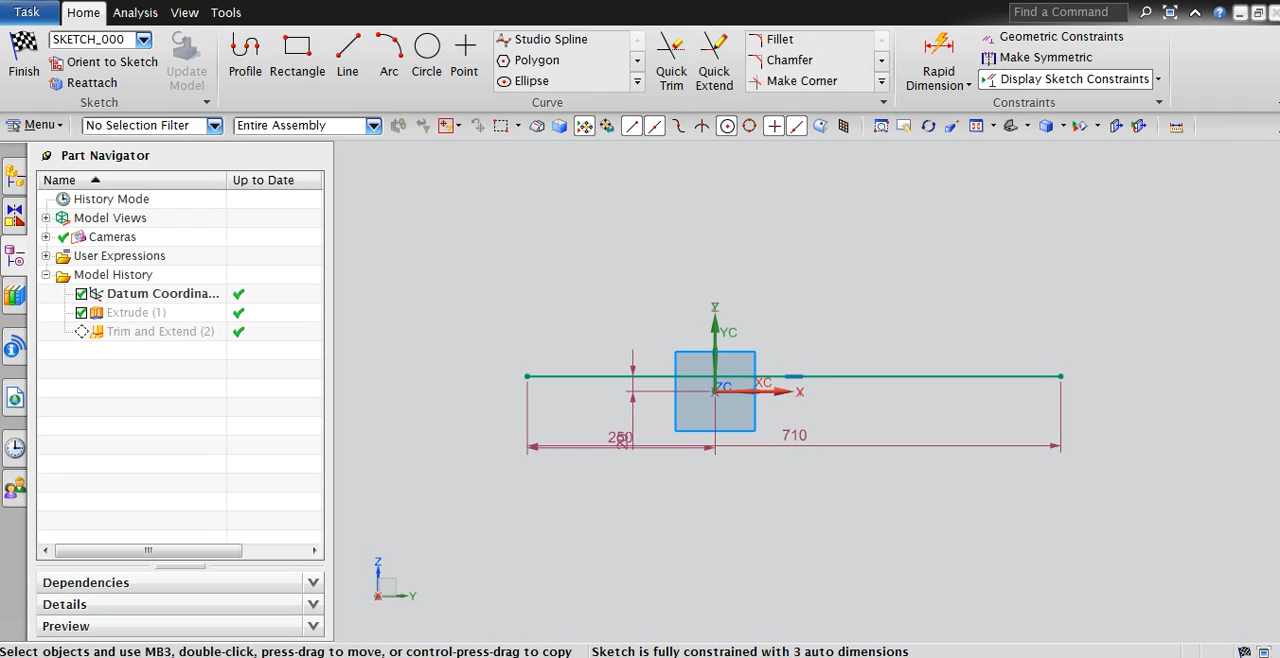 Task Home Analysis View Tools Find a Command
SKETCH_000
Orient to Sketch
Reattach
Finish
Update
Model
Sketch
Profile Rectangle Line Arc Circle Point
Studio Spline
Polygon
Ellipse
Quick
Trim
Quick
Extend
Fillet
Chamfer
Make Corner
Curve
Rapid
Dimension
Geometric Constraints
Make Symmetric
Display Sketch Constraints
Constraints
Menu No Selection Filter Entire Assembly
Part Navigator
Name Up to Date
History Mode
Model Views
Cameras
User Expressions
Model History
Datum Coordina...
Extrude (1)
Trim and Extend (2)
Dependencies
Details
Preview
Y
YC
ZC XC X
250 710
Z
Y
Select objects and use MB3, double-click, press-drag to move, or control-press-drag to copy Sketch is fully constrained with 3 auto dimensions